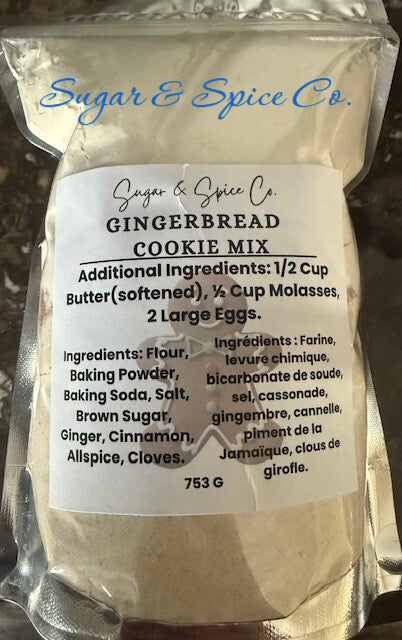 Sugar & Spice Co.
Sugar & Spice Co.
GINGERBREAD
COOKIE MIX
Additional Ingredients: 1/2 Cup
Butter(softened), ½ Cup Molasses,
2 Large Eggs.
Ingredients: Flour,
Baking Powder,
Baking Soda, Salt,
Brown Sugar,
Ginger, Cinnamon,
Allspice, Cloves.
Ingrédients : Farine,
levure chimique,
bicarbonate de soude,
sel, cassonade,
gingembre, cannelle,
piment de la
Jamaïque, clous de
girofle.
753 G